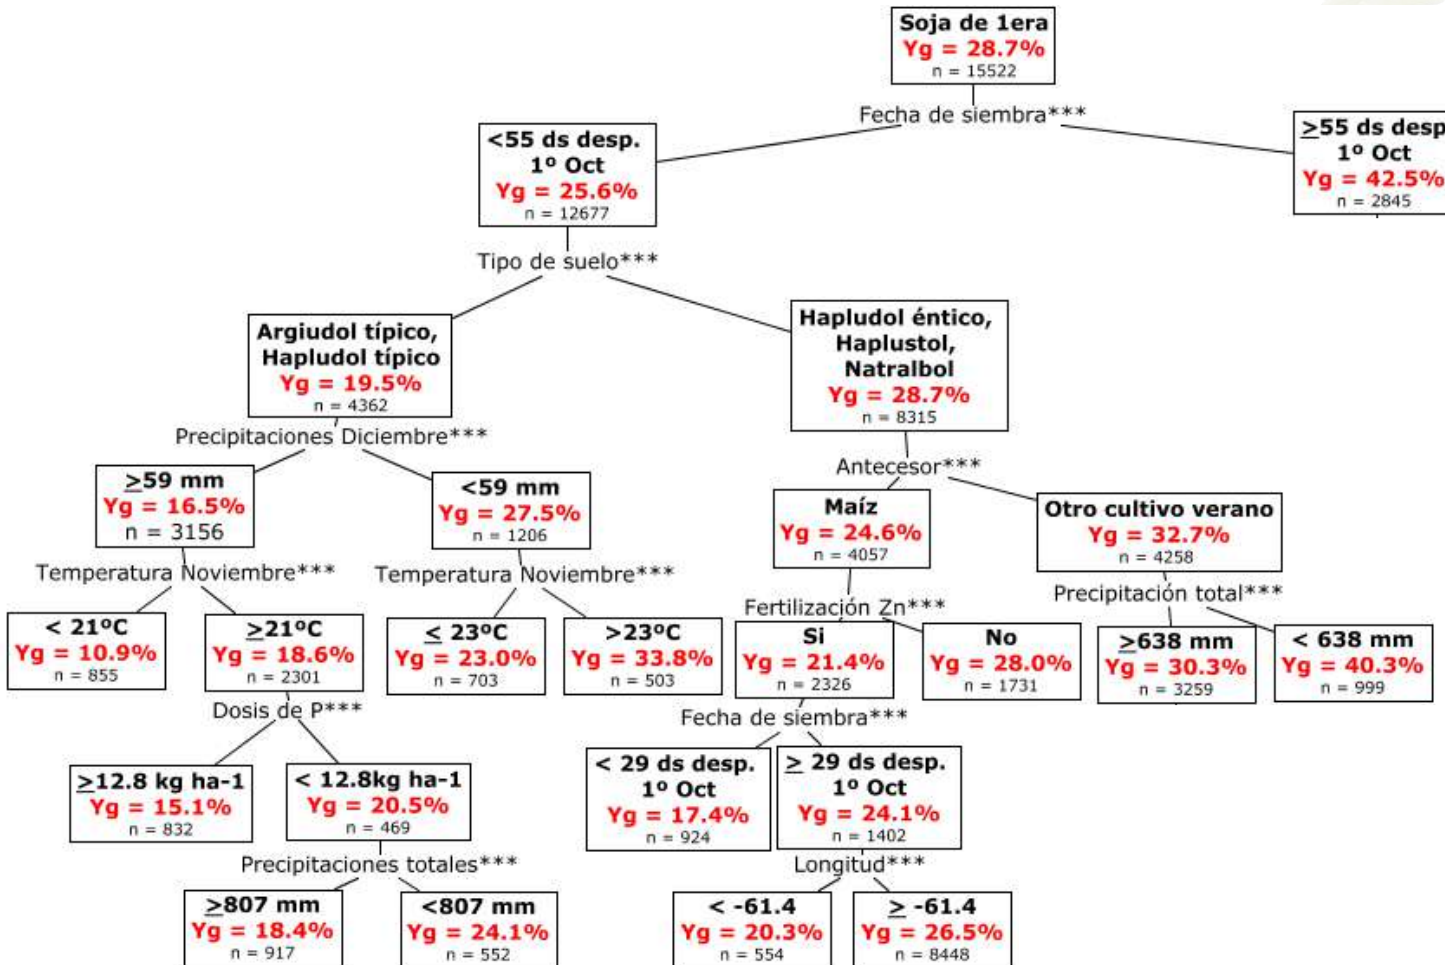 Soja de 1era
Yg = 28.7%
n = 15522
Fecha de siembra***
<55 ds desp.
1º Oct
Yg = 25.6%
n = 12677
≥55 ds desp
1º Oct
Yg = 42.5%
n = 2845
Tipo de suelo***
Argiudol típico,
Hapludol típico
Yg = 19.5%
n = 4362
Hapludol éntico,
Haplustol,
Natralbol
Yg = 28.7%
n = 8315
Precipitaciones Diciembre***
Antecesor***
≥59 mm
Yg = 16.5%
n = 3156
<59 mm
Yg = 27.5%
n = 1206
Maíz
Yg = 24.6%
n = 4057
Otro cultivo verano
Yg = 32.7%
n = 4258
Temperatura Noviembre***
Temperatura Noviembre***
Fertilización Zn***
Precipitación total***
< 21ºC
Yg = 10.9%
n = 855
≥21ºC
Yg = 18.6%
n = 2301
≤ 23ºC
Yg = 23.0%
n = 703
>23ºC
Yg = 33.8%
n = 503
Si
Yg = 21.4%
n = 2326
No
Yg = 28.0%
n = 1731
≥638 mm
Yg = 30.3%
n = 3259
< 638 mm
Yg = 40.3%
n = 999
Dosis de P***
Fecha de siembra***
≥12.8 kg ha-1
Yg = 15.1%
n = 832
< 12.8kg ha-1
Yg = 20.5%
n = 469
< 29 ds desp.
1º Oct
Yg = 17.4%
n = 924
≥ 29 ds desp.
1º Oct
Yg = 24.1%
n = 1402
Precipitaciones totales***
Longitud***
≥807 mm
Yg = 18.4%
n = 917
<807 mm
Yg = 24.1%
n = 552
< -61.4
Yg = 20.3%
n = 554
≥ -61.4
Yg = 26.5%
n = 8448